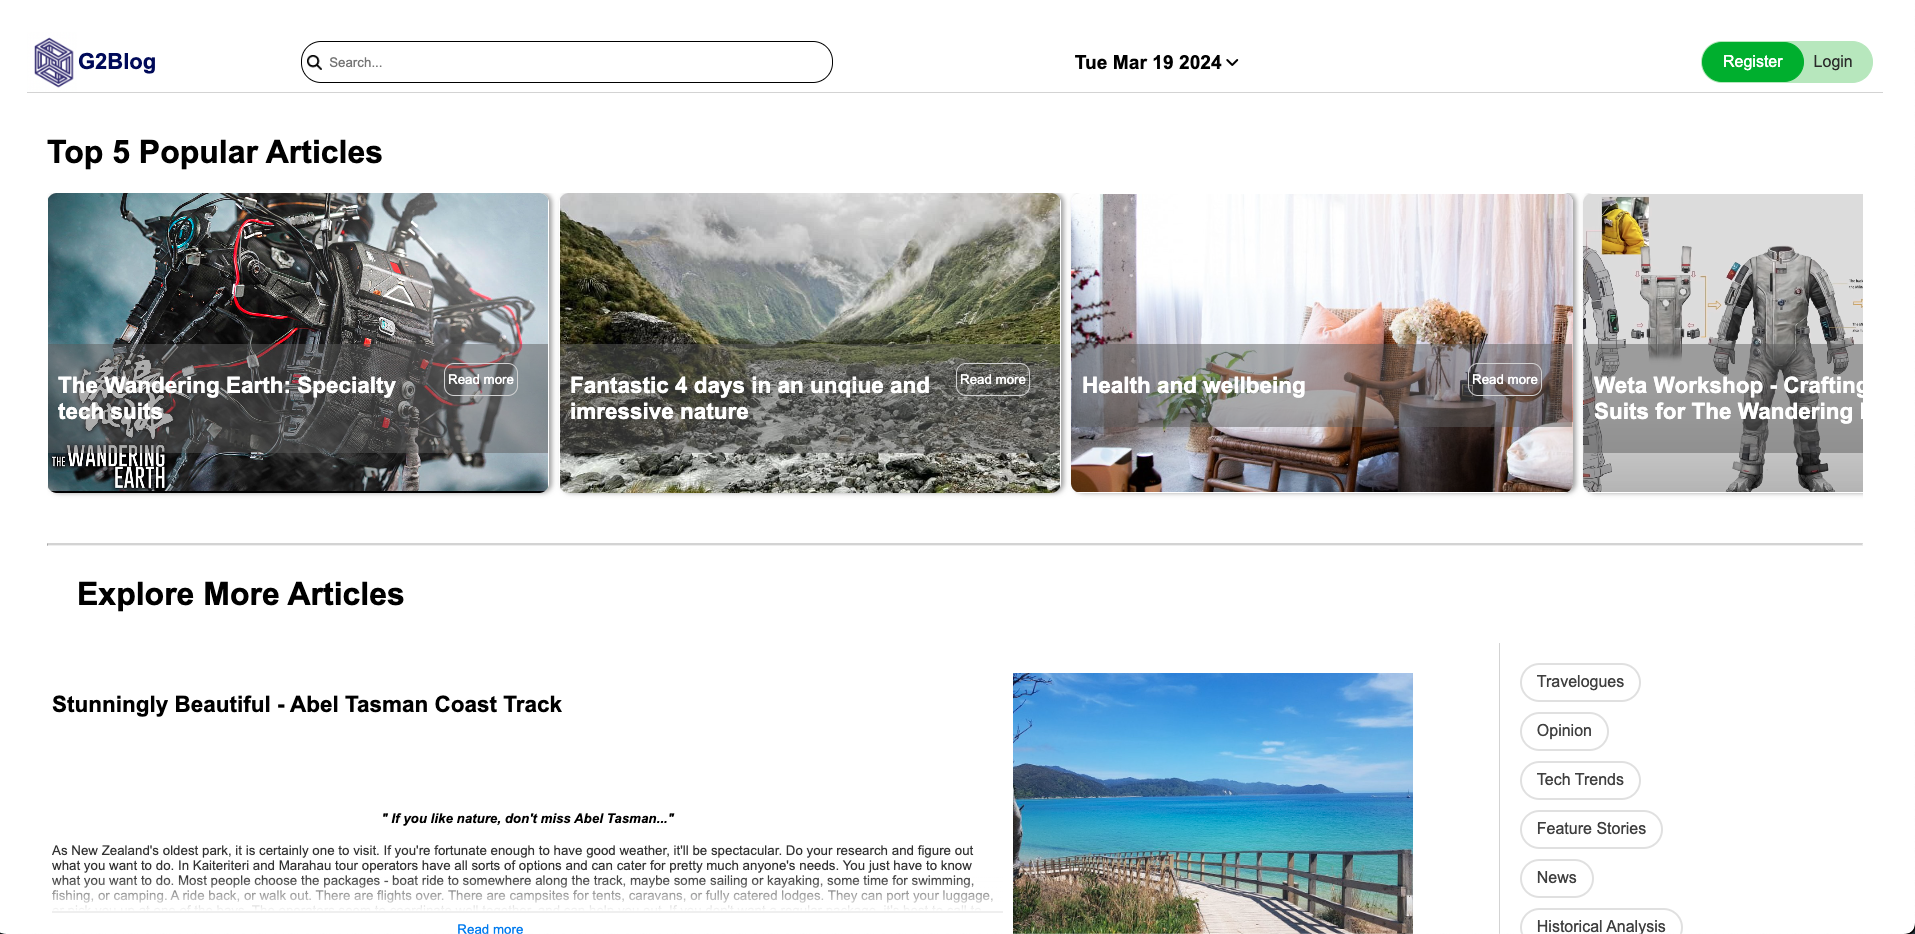 G2Blog
Search...
Tue Mar 19 2024
Register
Login
Top 5 Popular Articles
The Wandering Earth: Specialty
tech suits
Read more
THE WANDERING
EARTH
Fantastic 4 days in an unqiue and
imressive nature
Read more
Health and wellbeing
Read more
Weta Workshop - Crafting
Suits for The Wandering
Explore More Articles
Stunningly Beautiful - Abel Tasman Coast Track
" If you like nature, don't miss Abel Tasman..."
As New Zealand's oldest park, it is certainly one to visit. If you're fortunate enough to have good weather, it'll be spectacular. Do your research and figure out
what you want to do. In Kaiteriteri and Marahau tour operators have all sorts of options and can cater for pretty much anyone's needs. You just have to know
what you want to do. Most people choose the packages - boat ride to somewhere along the track, maybe some sailing or kayaking, some time for swimming,
fishing, or camping. A ride back, or walk out. There are flights over. There are campsites for tents, caravans, or fully catered lodges. They can port your luggage,
Read more
Travelogues
Opinion
Tech Trends
Feature Stories
News
Historical Analysis